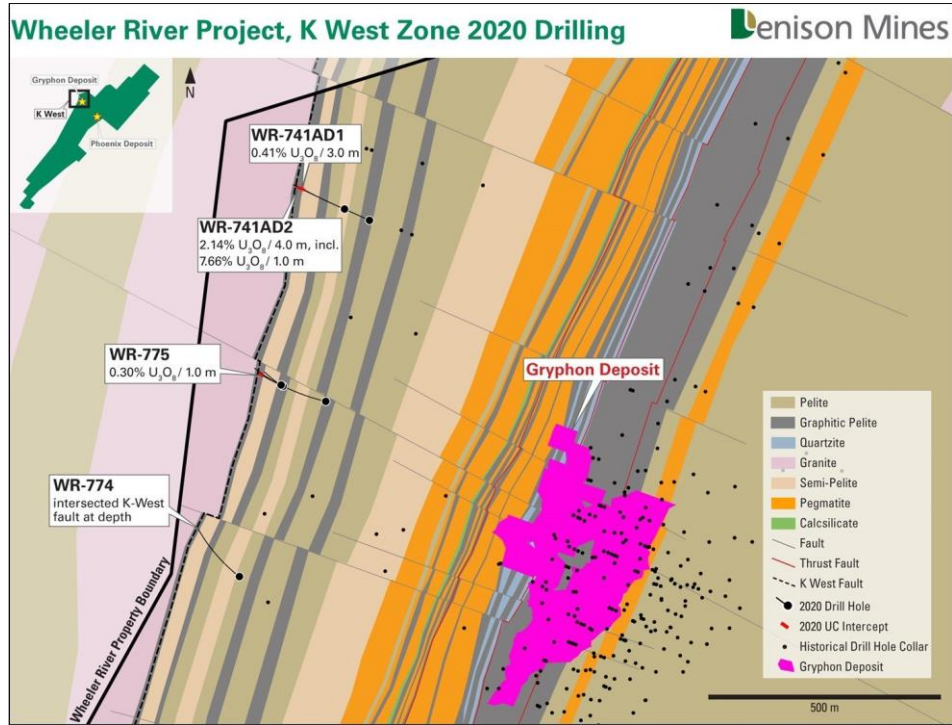 Wheeler River Project, K West Zone 2020 Drilling
Denison Mines
Gryphon Deposit
K West
Phoenix Deposit
N
WR-741AD1
0.41% U₃O₈/ 3.0 m
WR-741AD2
2.14% U₃O₈/ 4.0 m, incl.
7.66% U₃O₈/ 1.0 m
WR-775
0.30% U₃O₈/ 1.0 m
WR-774
intersected K-West
fault at depth
Gryphon Deposit
Wheeler River Property Boundary
Pelite
Graphitic Pelite
Quartzite
Granite
Semi-Pelite
Pegmatite
Calcsilicate
Fault
Thrust Fault
K West Fault
2020 Drill Hole
2020 UC Intercept
Historical Drill Hole Collar
Gryphon Deposit
500 m